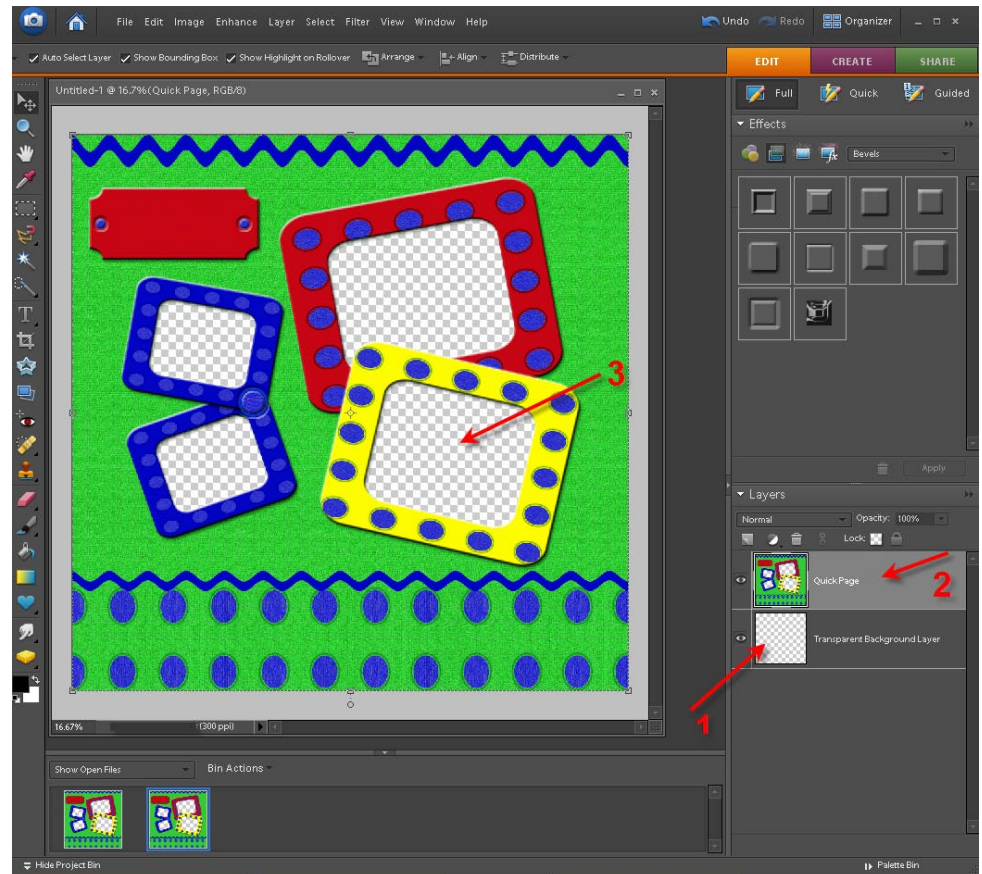 File Edit Image Enhance Layer Select Filter View Window Help Undo Redo Organizer
Auto Select Layer Show Bounding Box Show Highlight on Rollover Arrange Align Distribute
EDIT CREATE SHARE
Untitled-1 @ 16.7% (Quick Page, RGB/8)
Full Quick Guided
Effects
Bevels
3
Apply
Layers
Normal Opacity: 100%
Lock:
Quick Page
2
Transparent Background Layer
1
16.67% (300 ppi)
Show Open Files Bin Actions
Hide Project Bin Palette Bin